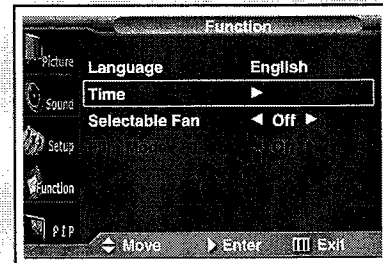 Function
Picture
Sound
Setup
Function
PIP
Language English
Time ▶
Selectable Fan ◀ Off ▶
Move Enter Exit